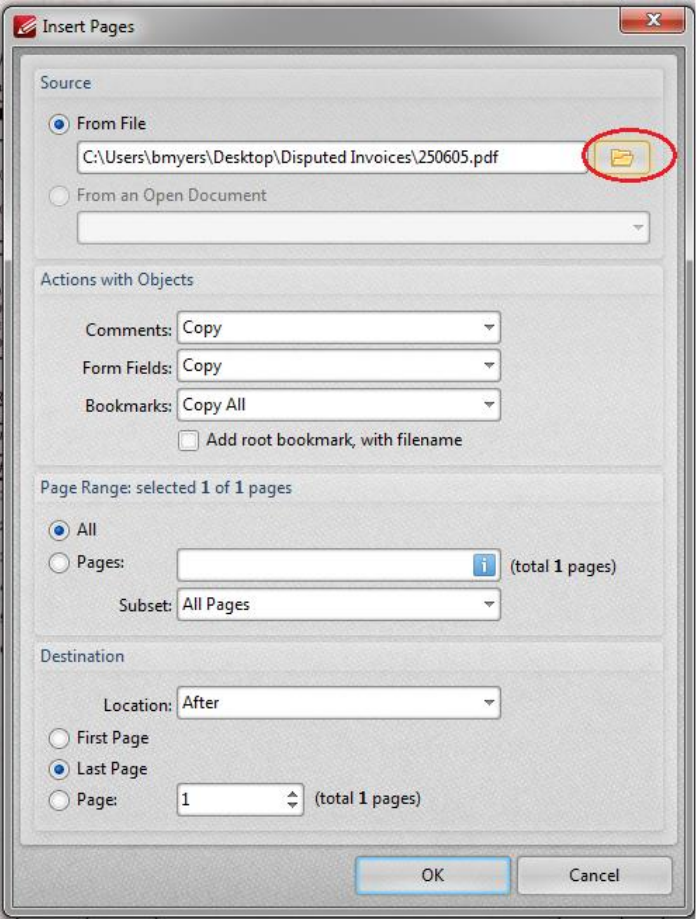 Insert Pages
Source
From File
C:\Users\bmyers\Desktop\Disputed Invoices\250605.pdf
From an Open Document
Actions with Objects
Comments: Copy
Form Fields: Copy
Bookmarks: Copy All
Add root bookmark, with filename
Page Range: selected 1 of 1 pages
All
Pages: i (total 1 pages)
Subset: All Pages
Destination
Location: After
First Page
Last Page
Page: 1 (total 1 pages)
OK Cancel